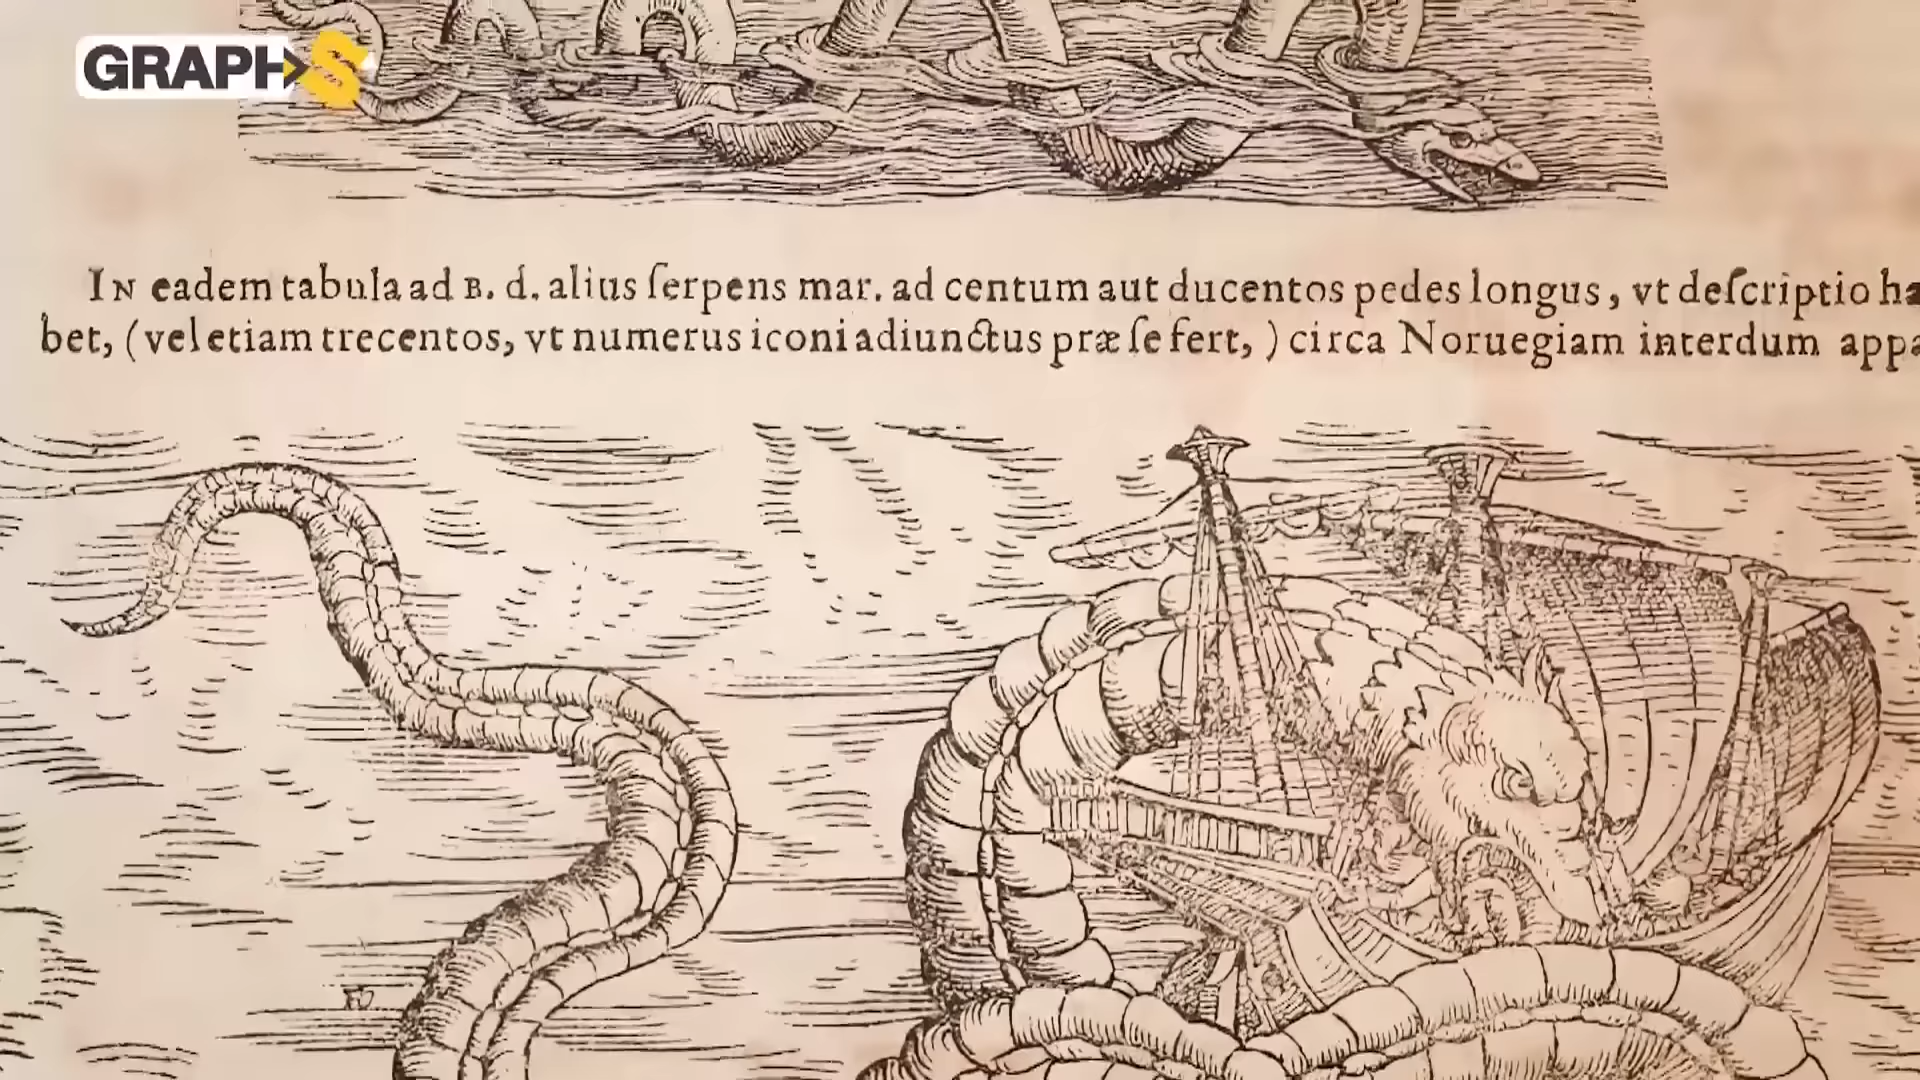 GRAPHS
IN eadem tabula ad B. d. alius ſerpens mar. ad centum aut ducentos pedes longus, vt deſcriptio ha
bet, (vel etiam trecentos, vt numerus iconi adiunctus præ ſe fert, ) circa Noruegiam interdum appa